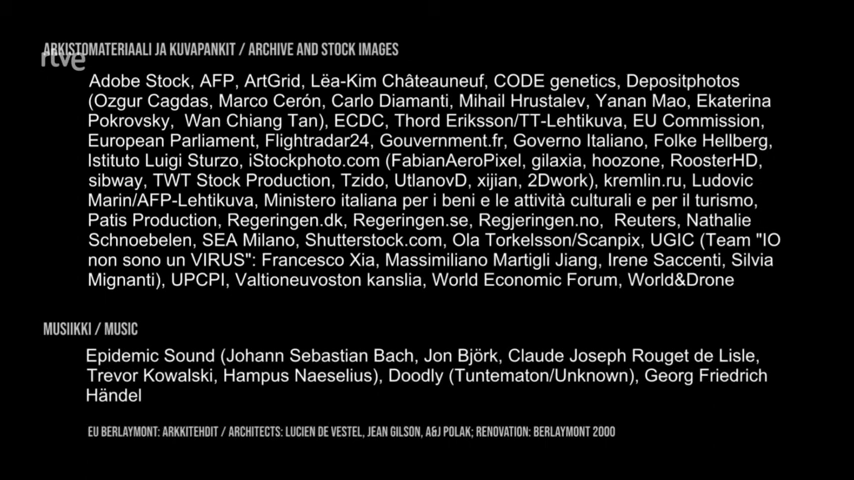 ARKISTOMATERIAALI JA KUVAPANKIT / ARCHIVE AND STOCK IMAGES
rtve
Adobe Stock, AFP, ArtGrid, Lëa-Kim Châteauneuf, CODE genetics, Depositphotos
(Ozgur Cagdas, Marco Cerón, Carlo Diamanti, Mihail Hrustalev, Yanan Mao, Ekaterina
Pokrovsky, Wan Chiang Tan), ECDC, Thord Eriksson/TT-Lehtikuva, EU Commission,
European Parliament, Flightradar24, Gouvernment.fr, Governo Italiano, Folke Hellberg,
Istituto Luigi Sturzo, iStockphoto.com (FabianAeroPixel, gilaxia, hoozone, RoosterHD,
sibway, TWT Stock Production, Tzido, UtlanovD, xijian, 2Dwork), kremlin.ru, Ludovic
Marin/AFP-Lehtikuva, Ministero italiana per i beni e le attività culturali e per il turismo,
Patis Production, Regeringen.dk, Regeringen.se, Regjeringen.no, Reuters, Nathalie
Schnoebelen, SEA Milano, Shutterstock.com, Ola Torkelsson/Scanpix, UGIC (Team "IO
non sono un VIRUS": Francesco Xia, Massimiliano Martigli Jiang, Irene Saccenti, Silvia
Mignanti), UPCPI, Valtioneuvoston kanslia, World Economic Forum, World&Drone
MUSIIKKI / MUSIC
Epidemic Sound (Johann Sebastian Bach, Jon Björk, Claude Joseph Rouget de Lisle,
Trevor Kowalski, Hampus Naeselius), Doodly (Tuntematon/Unknown), Georg Friedrich
Händel
EU BERLAYMONT: ARKKITEHDIT / ARCHITECTS: LUCIEN DE VESTEL, JEAN GILSON, A&J POLAK; RENOVATION: BERLAYMONT 2000